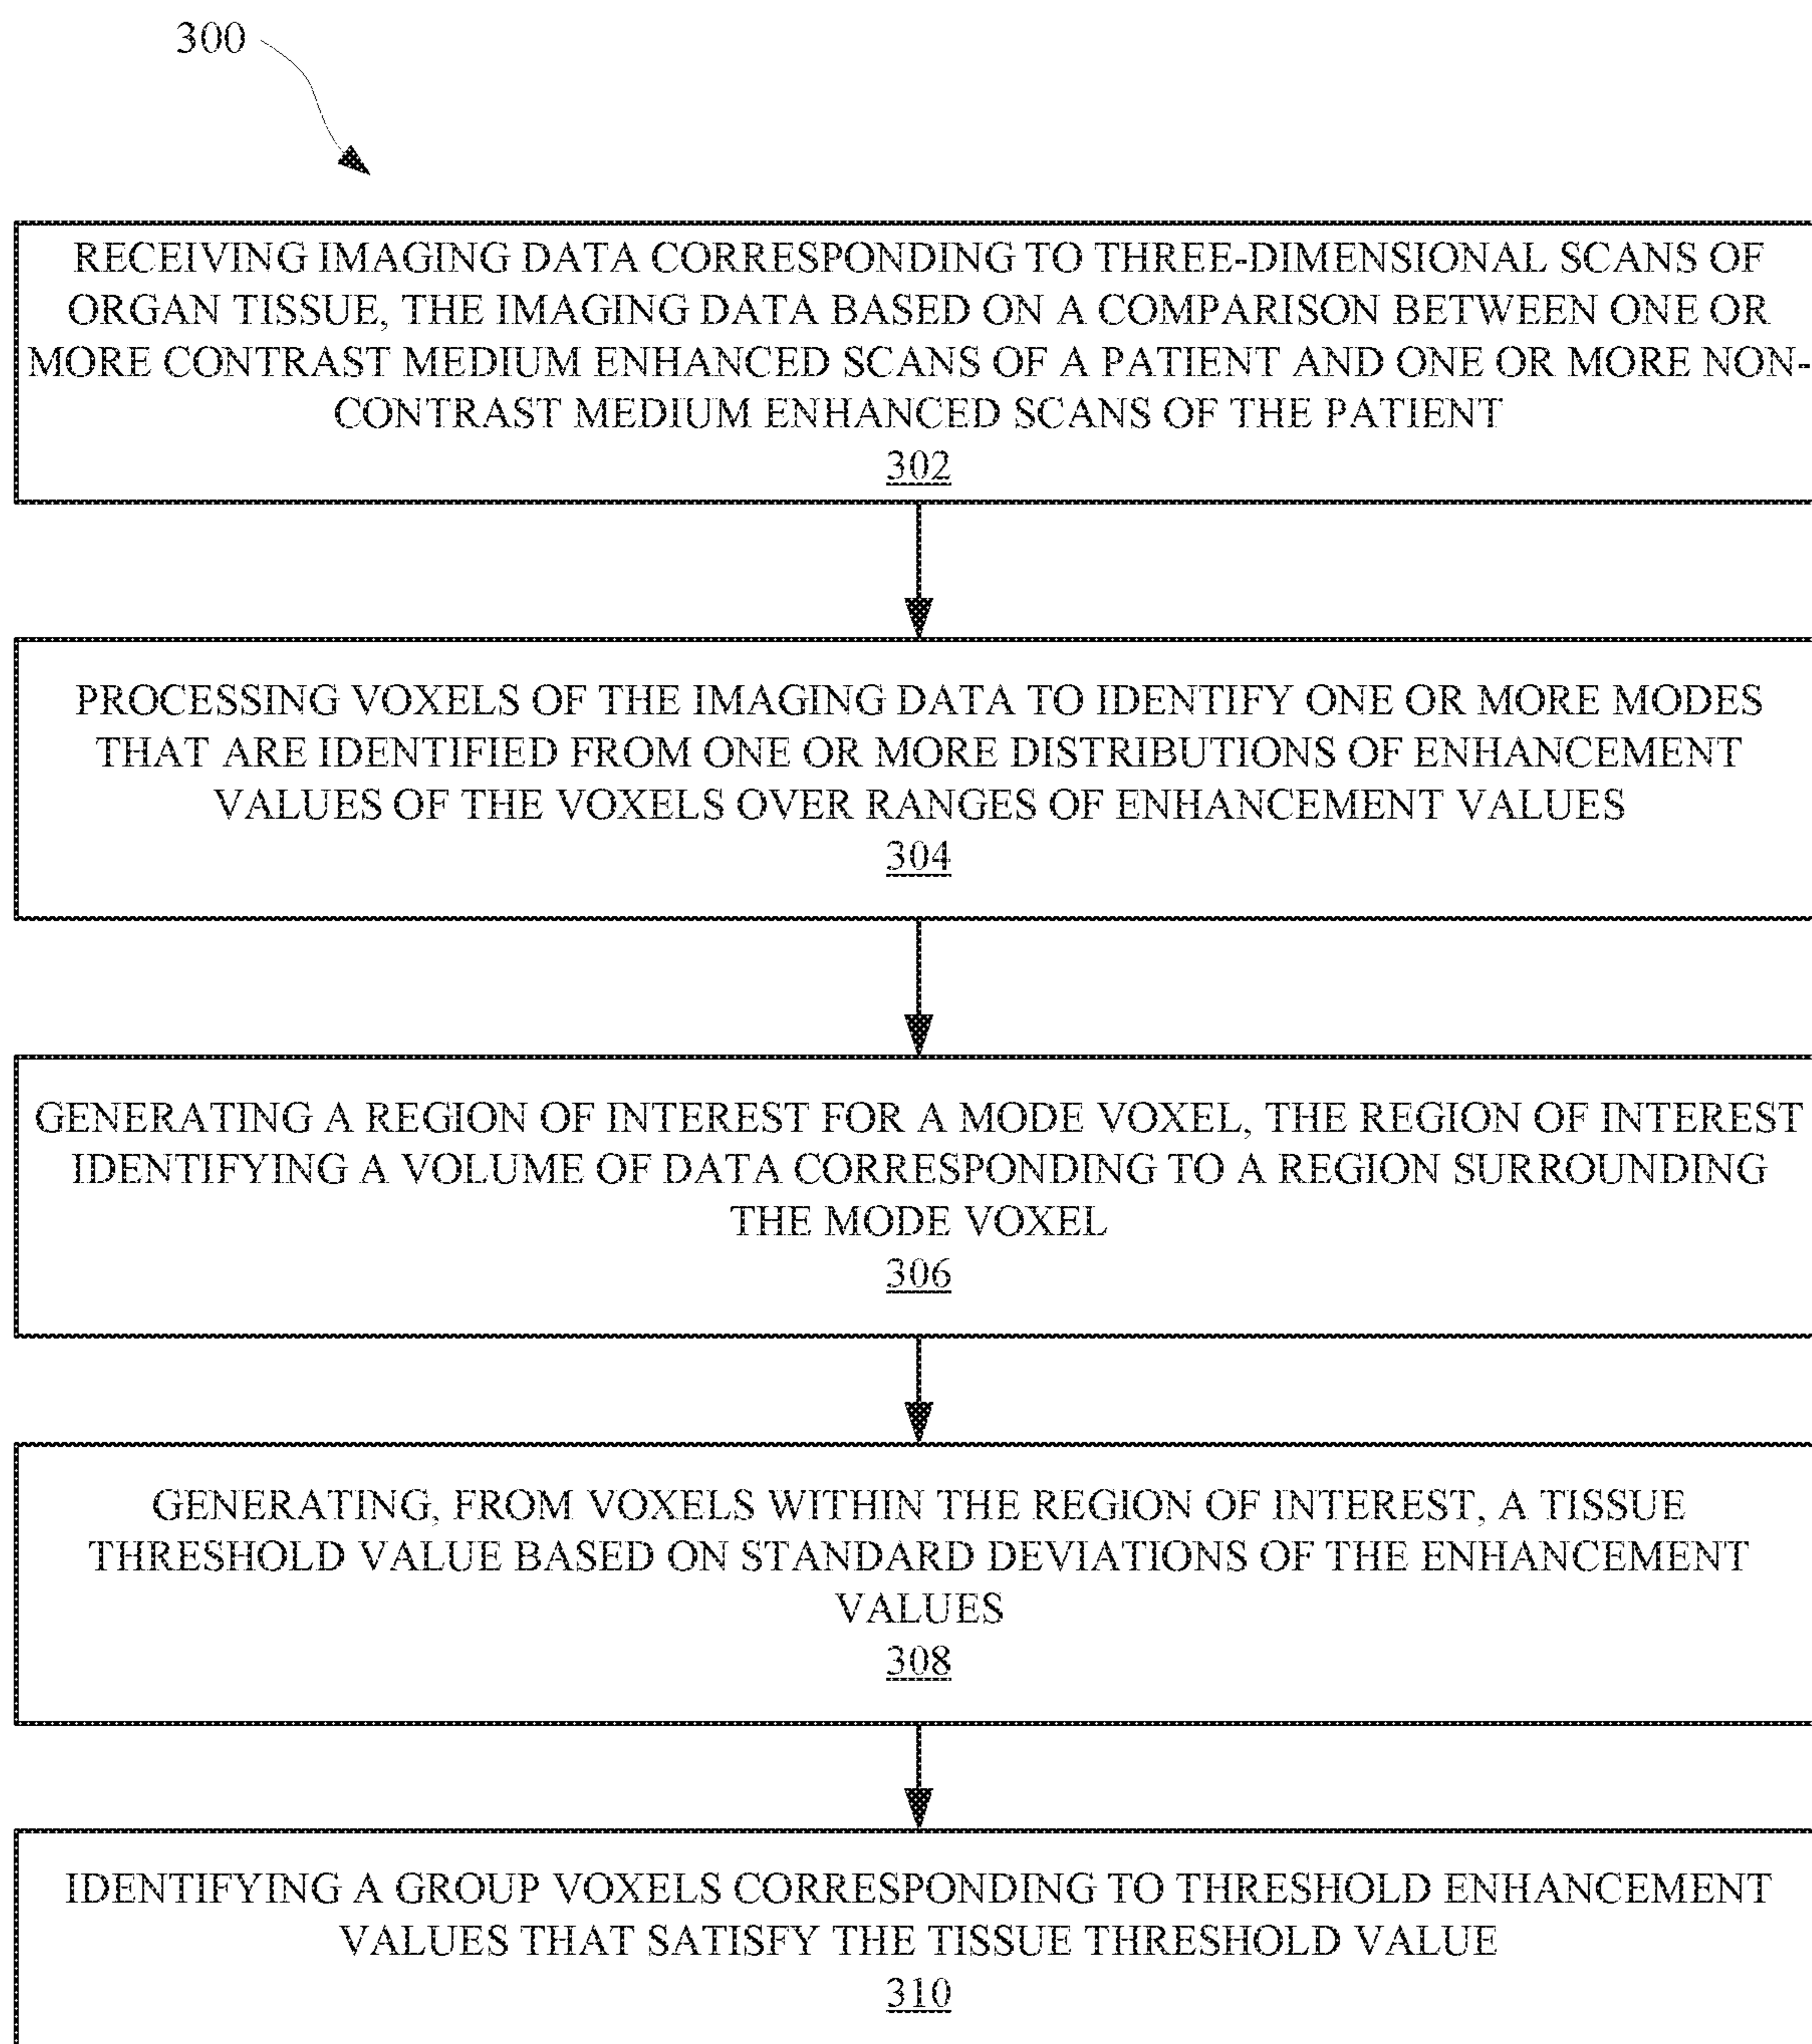 300
RECEIVING IMAGING DATA CORRESPONDING TO THREE-DIMENSIONAL SCANS OF
ORGAN TISSUE, THE IMAGING DATA BASED ON A COMPARISON BETWEEN ONE OR
MORE CONTRAST MEDIUM ENHANCED SCANS OF A PATIENT AND ONE OR MORE NON-
CONTRAST MEDIUM ENHANCED SCANS OF THE PATIENT
302
PROCESSING VOXELS OF THE IMAGING DATA TO IDENTIFY ONE OR MORE MODES
THAT ARE IDENTIFIED FROM ONE OR MORE DISTRIBUTIONS OF ENHANCEMENT
VALUES OF THE VOXELS OVER RANGES OF ENHANCEMENT VALUES
304
GENERATING A REGION OF INTEREST FOR A MODE VOXEL, THE REGION OF INTEREST
IDENTIFYING A VOLUME OF DATA CORRESPONDING TO A REGION SURROUNDING
THE MODE VOXEL
306
GENERATING, FROM VOXELS WITHIN THE REGION OF INTEREST, A TISSUE
THRESHOLD VALUE BASED ON STANDARD DEVIATIONS OF THE ENHANCEMENT
VALUES
308
IDENTIFYING A GROUP VOXELS CORRESPONDING TO THRESHOLD ENHANCEMENT
VALUES THAT SATISFY THE TISSUE THRESHOLD VALUE
310